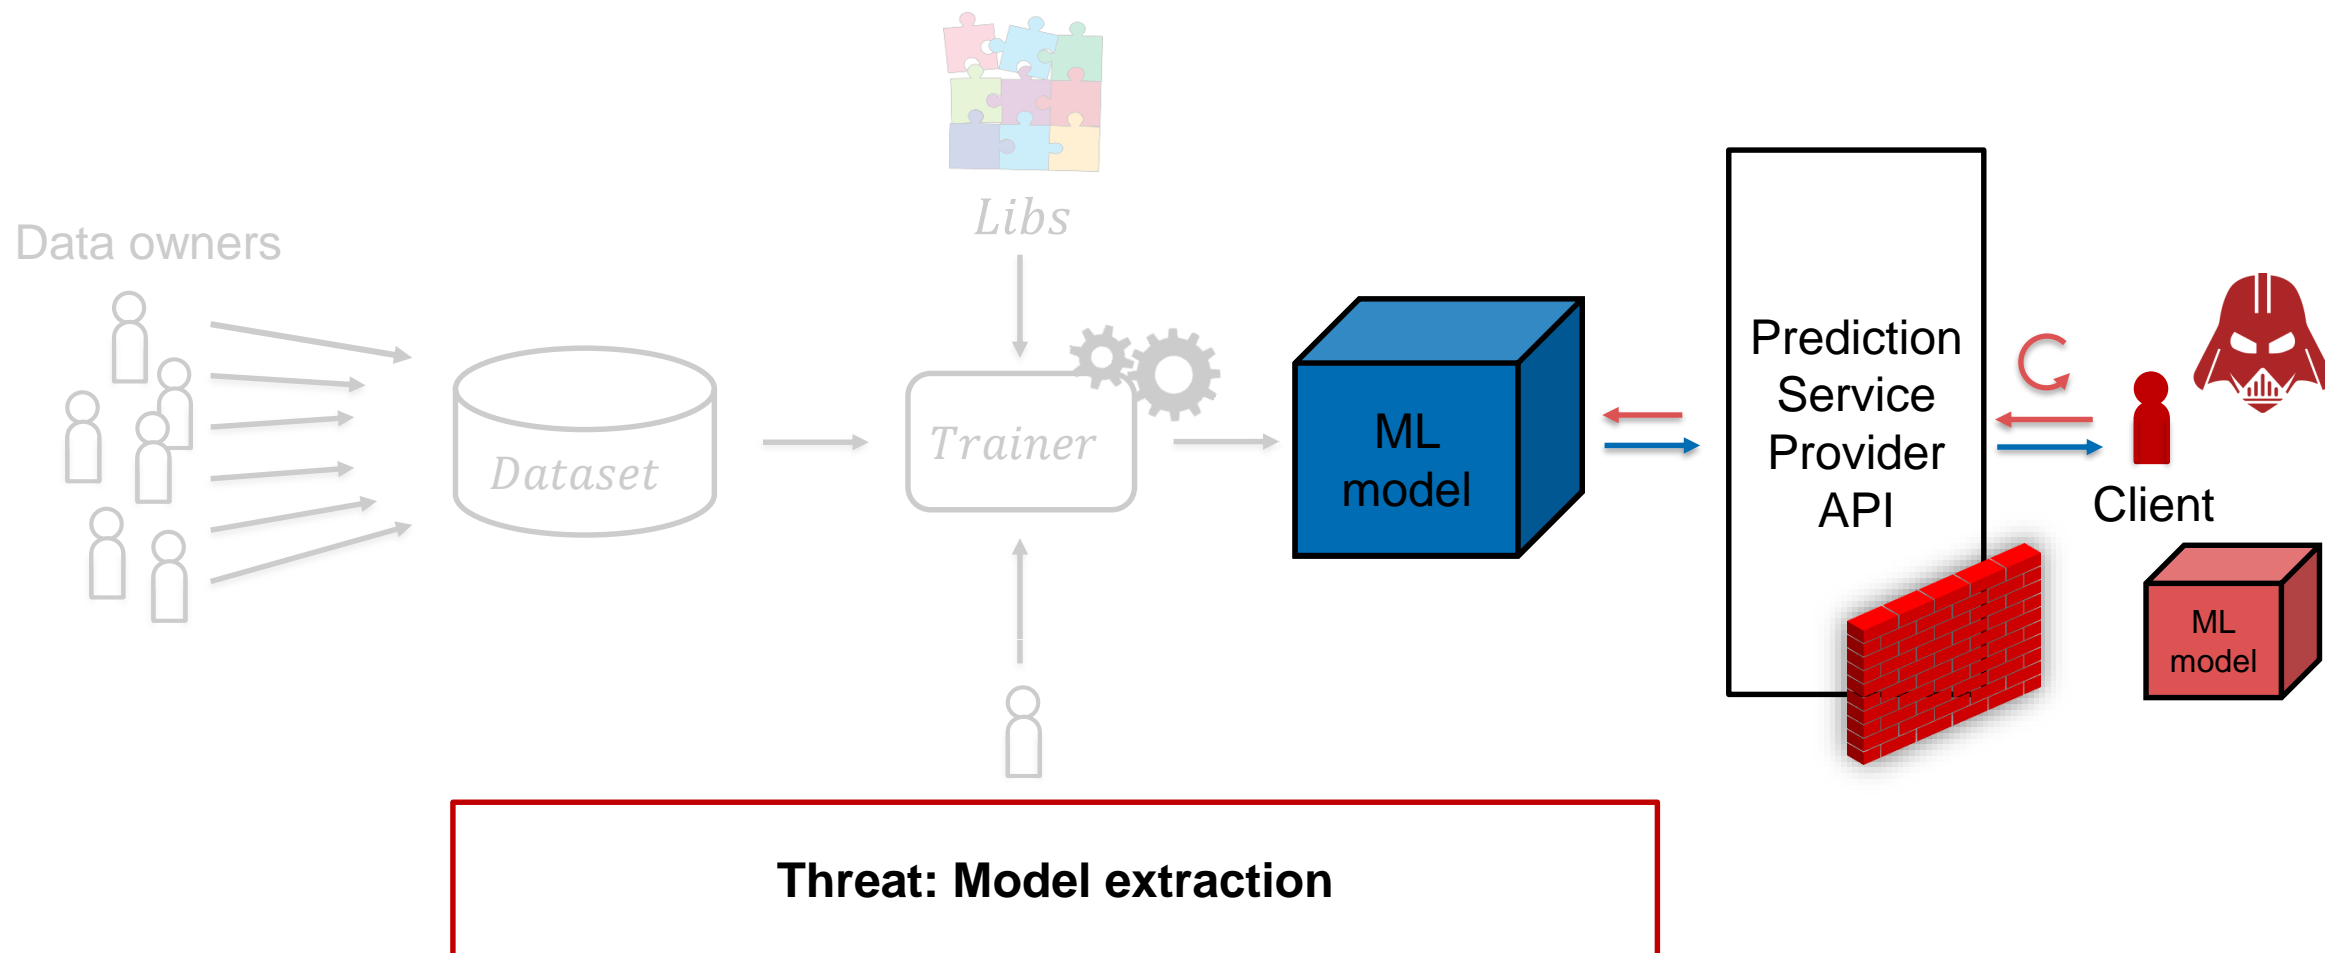 Libs
Data owners
Dataset
Trainer
ML
model
Prediction
Service
Provider
API
Client
ML
model
Threat: Model extraction